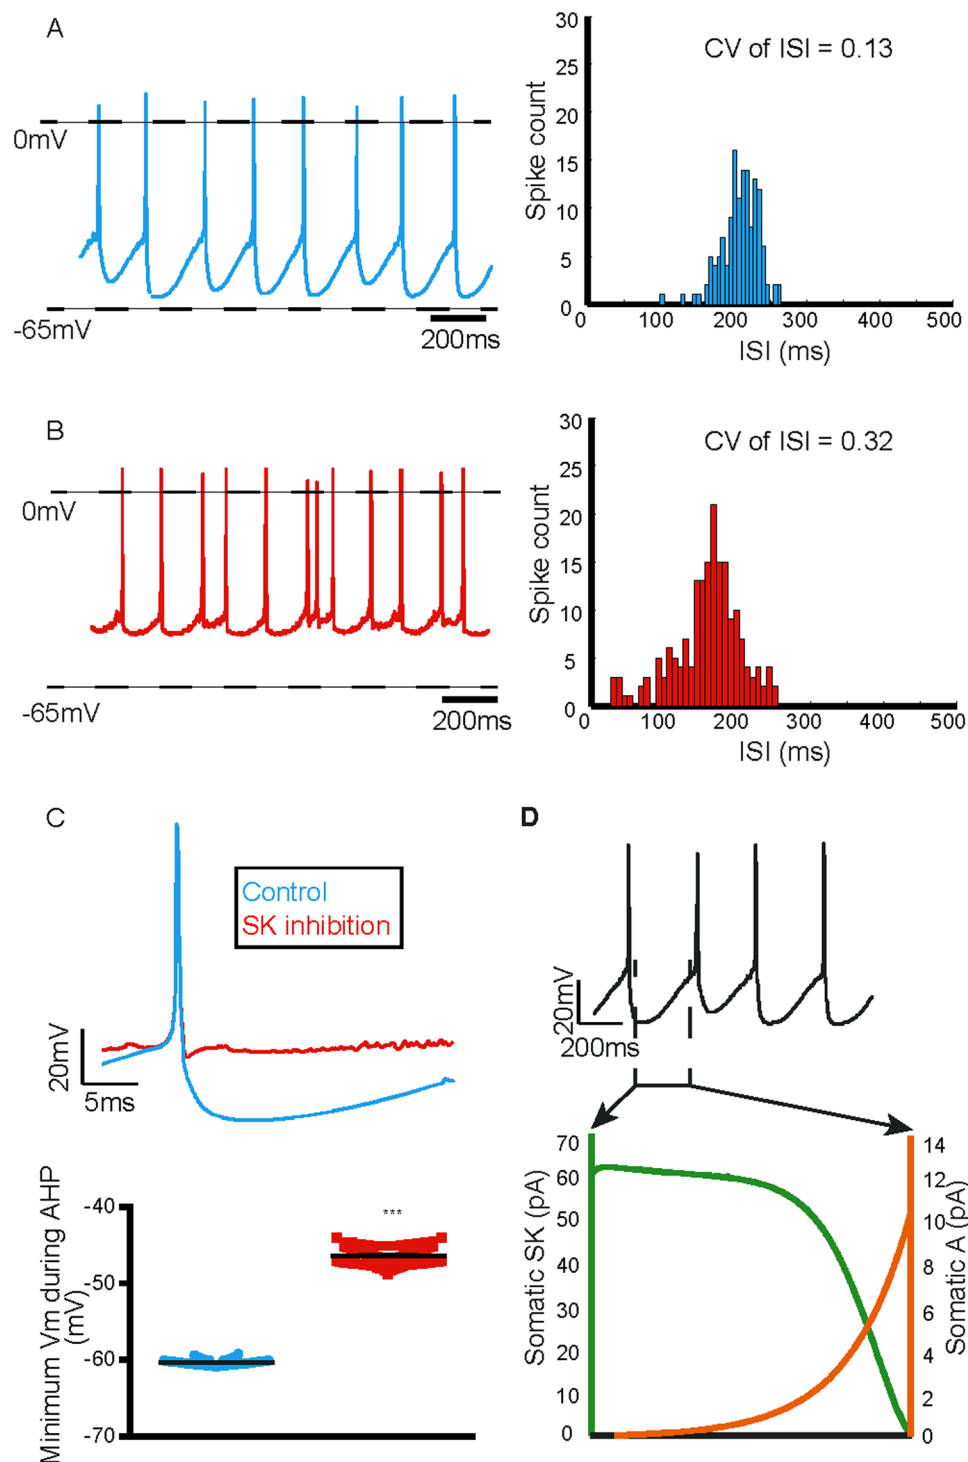 A
0mV
-65mV
200ms
30
25
20
15
10
5
0
Spike count
CV of ISI = 0.13
0 100 200 300 400 500
ISI (ms)
B
0mV
-65mV
200ms
30
25
20
15
10
5
0
Spike count
CV of ISI = 0.32
0 100 200 300 400 500
ISI (ms)
C
Control
SK inhibition
20mV
5ms
Minimum Vm during AHP
(mV)
-40
-50
-60
-70
***
D
20mV
200ms
70
60
50
40
30
20
10
0
Somatic SK (pA)
14
12
10
8
6
4
2
0
Somatic A (pA)